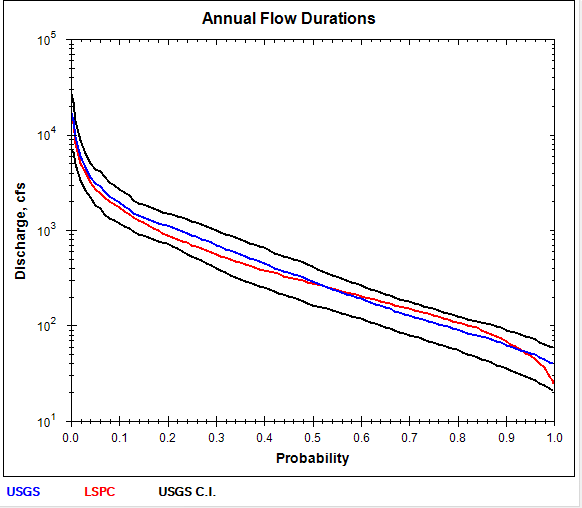 Annual Flow Durations
10^5
10^4
10^3
10^2
10^1
Discharge, cfs
0.0 0.1 0.2 0.3 0.4 0.5 0.6 0.7 0.8 0.9 1.0
Probability
USGS LSPC USGS C.I.